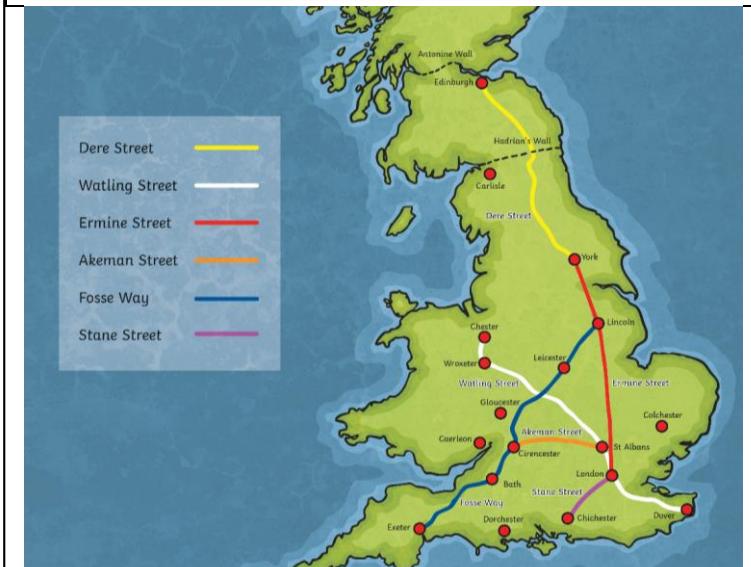 Dere Street
Watling Street
Ermine Street
Akeman Street
Fosse Way
Stane Street
Antonine Wall
Edinburgh
Hadrian's Wall
Carlisle
Dere Street
York
Lincoln
Chester
Wroxeter
Leicester
Watling Street
Ermine Street
Gloucester
Colchester
Akeman Street
Caerleon
Cirencester
St Albans
London
Bath
Stane Street
Fosse Way
Duver
Exeter
Dorchester
Chichester